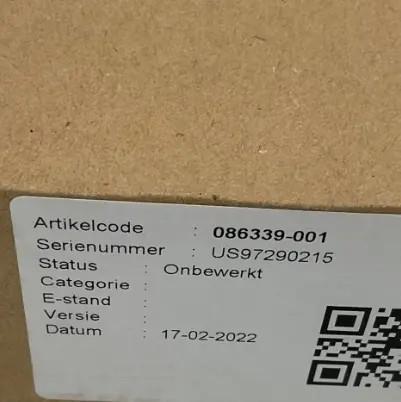 Artikelcode : 086339-001
Serienummer : US97290215
Status : Onbewerkt
Categorie :
E-stand :
Versie :
Datum : 17-02-2022